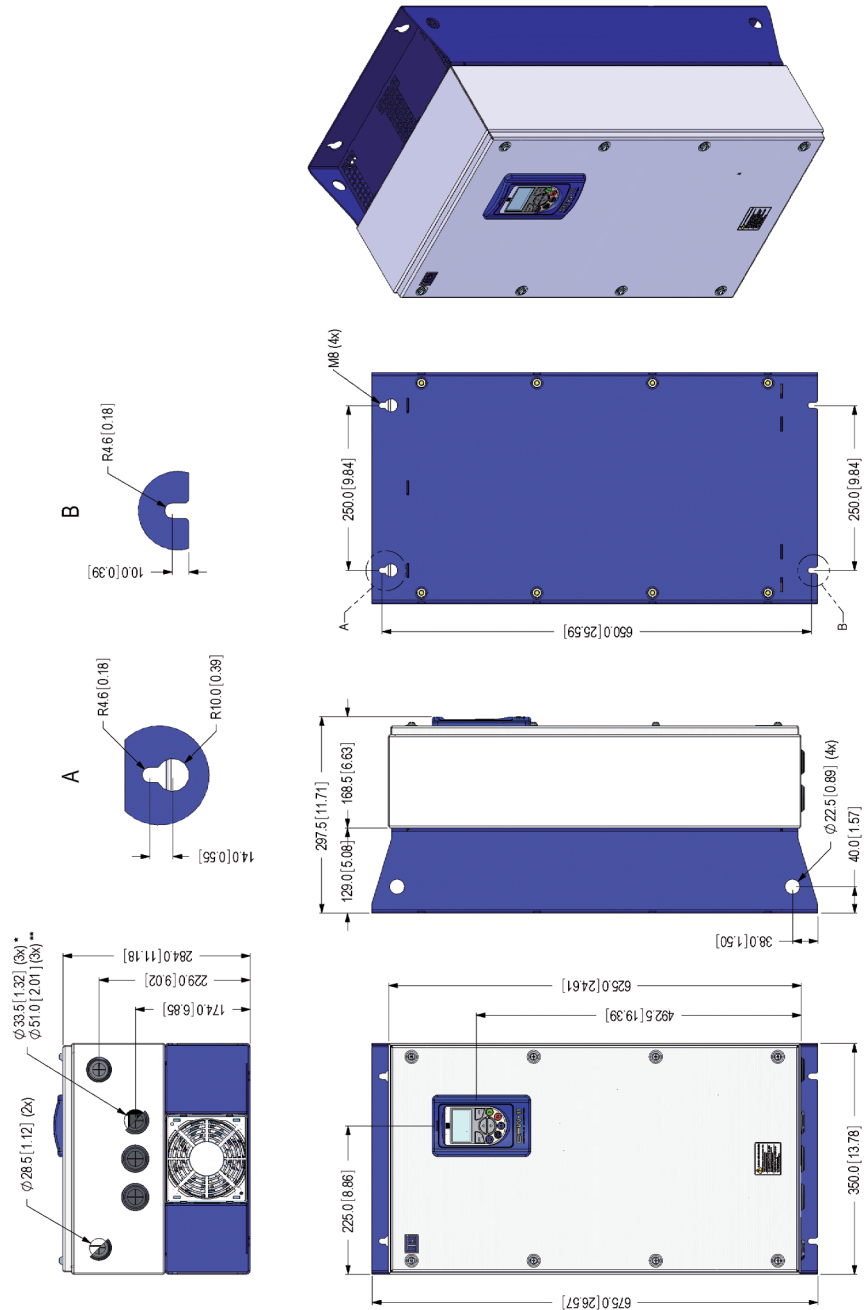 A
B
R4.6 [0.18]
R10.0 [0.39]
14.0 [0.55]
R4.6 [0.18]
10.0 [0.39]
Ø28.5 [1.12] (2x)
Ø33.5 [1.32] (3x) *
Ø51.0 [2.01] (3x) **
284.0 [11.18]
229.0 [9.02]
174.0 [6.85]
297.5 [11.71]
129.0 [5.08]
168.5 [6.63]
Ø22.5 [0.89] (4x)
40.0 [1.57]
38.0 [1.50]
A
250.0 [9.84]
M8 (4x)
650.0 [25.59]
B
250.0 [9.84]
225.0 [8.86]
625.0 [24.61]
492.5 [19.39]
350.0 [13.78]
675.0 [26.57]